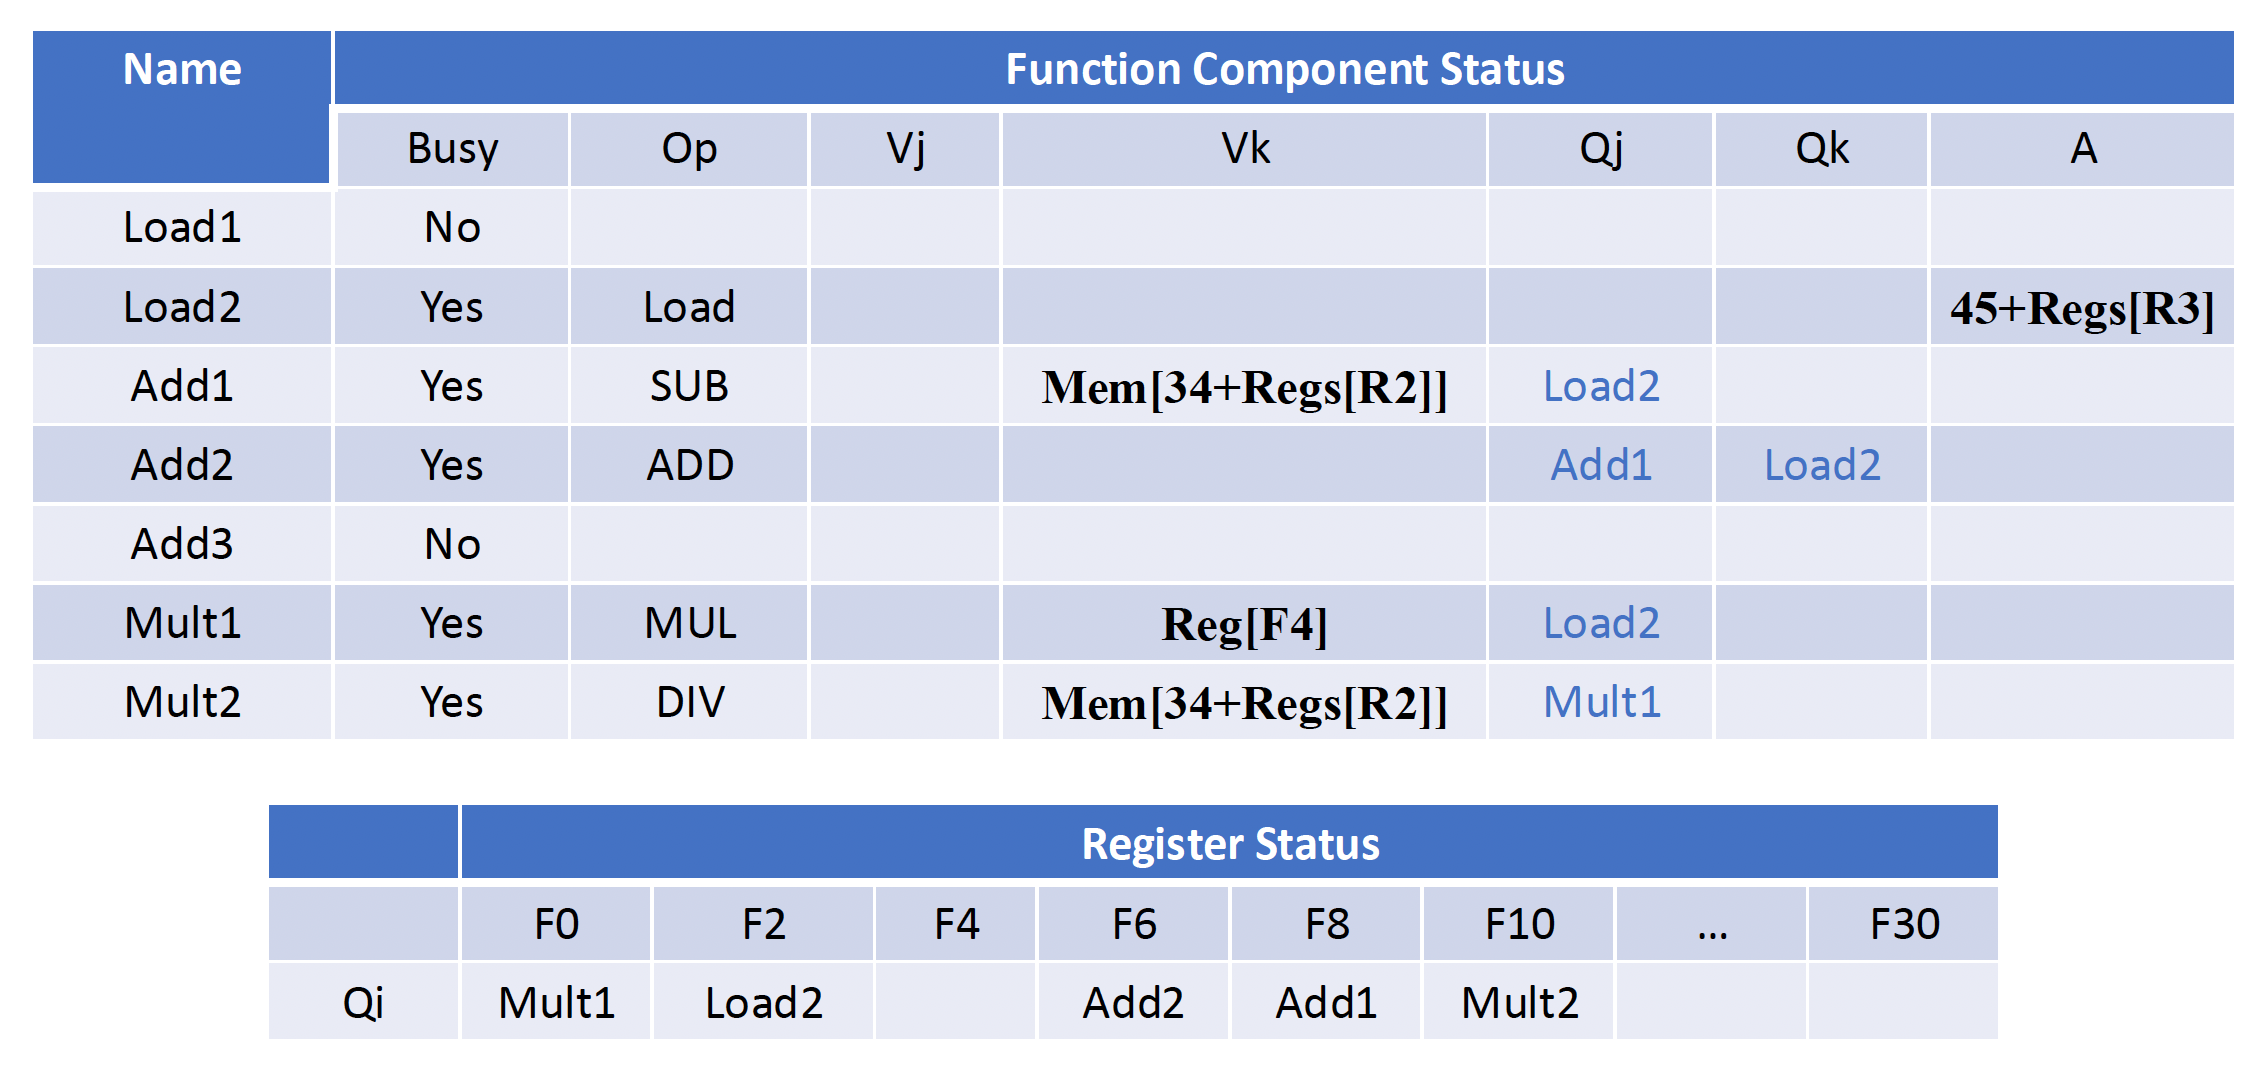 Name Function Component Status
Busy Op Vj Vk Qj Qk A
Load1 No
Load2 Yes Load 45+Regs[R3]
Add1 Yes SUB Mem[34+Regs[R2]] Load2
Add2 Yes ADD Add1 Load2
Add3 No
Mult1 Yes MUL Reg[F4] Load2
Mult2 Yes DIV Mem[34+Regs[R2]] Mult1
Register Status
F0 F2 F4 F6 F8 F10 ... F30
Qi Mult1 Load2 Add2 Add1 Mult2